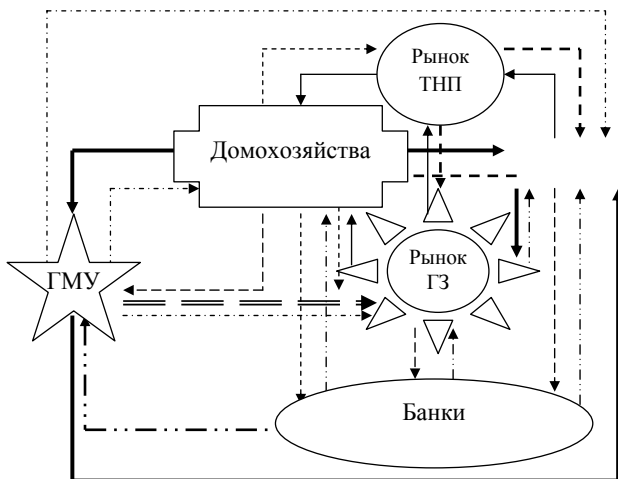 Рынок
ТНП
Домохозяйства
Рынок
ГЗ
ГМУ
Банки